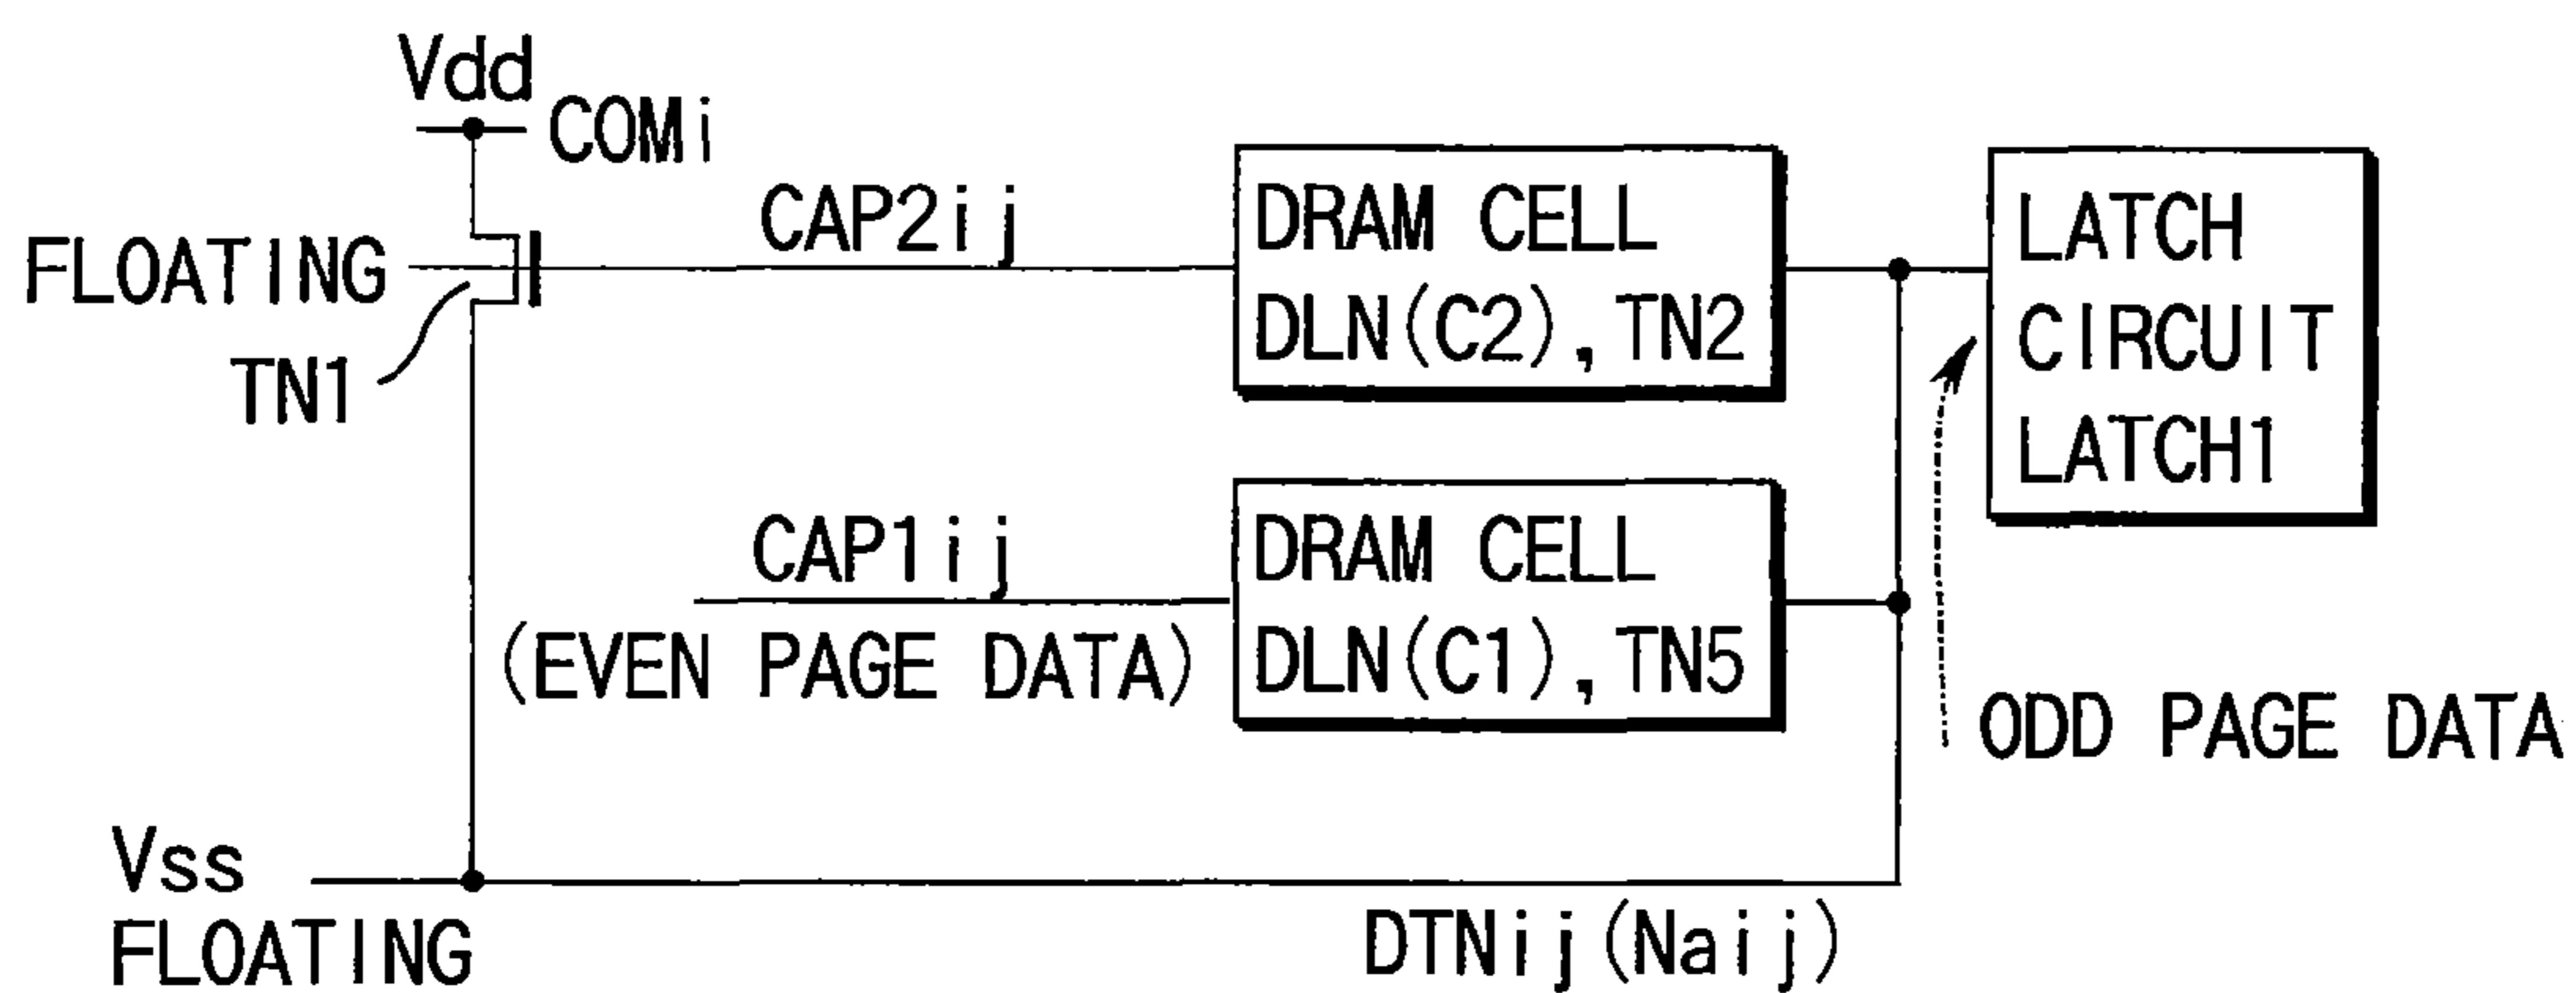 Vdd
COMi
CAP2ij
FLOATING
TN1
DRAM CELL
DLN(C2),TN2
LATCH
CIRCUIT
LATCH1
CAP1ij
(EVEN PAGE DATA)
DRAM CELL
DLN(C1),TN5
ODD PAGE DATA
Vss
FLOATING
DTNij(Naij)